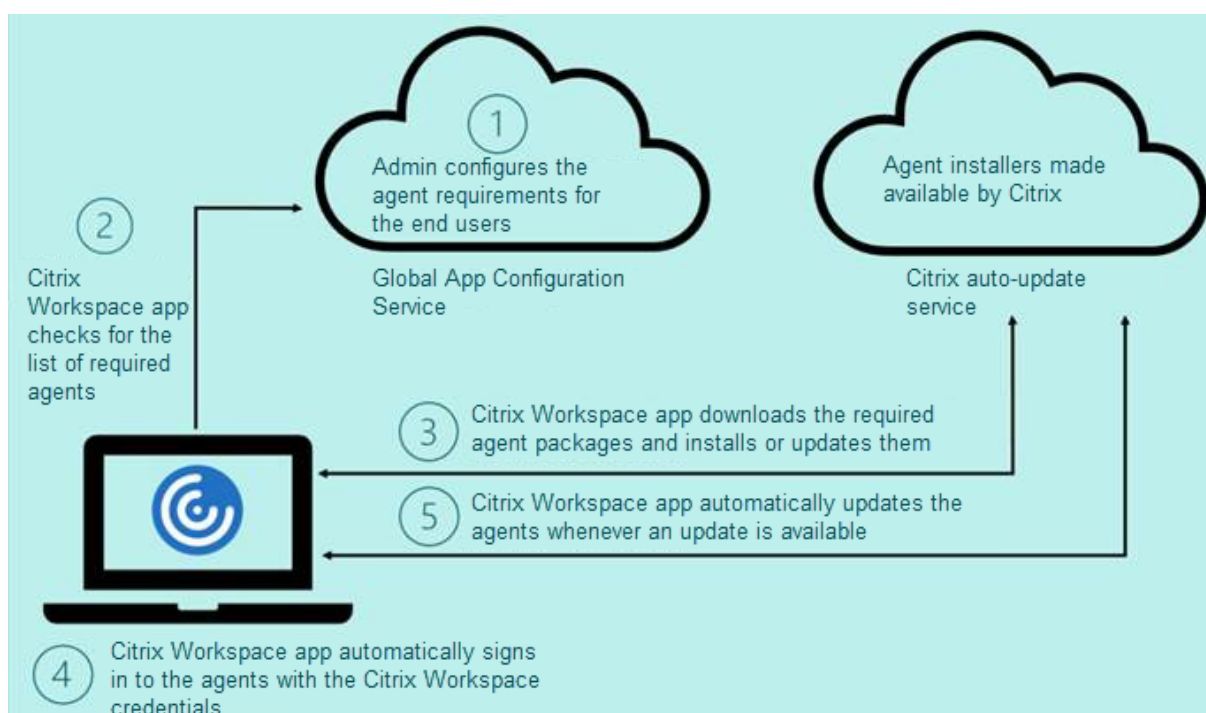 1
Admin configures the
agent requirements for
the end users
Global App Configuration
Service
Agent installers made
available by Citrix
Citrix auto-update
service
2
Citrix
Workspace app
checks for the
list of required
agents
3
Citrix Workspace app downloads the required
agent packages and installs or updates them
5
Citrix Workspace app automatically updates the
agents whenever an update is available
4
Citrix Workspace app automatically signs
in to the agents with the Citrix Workspace
credentials